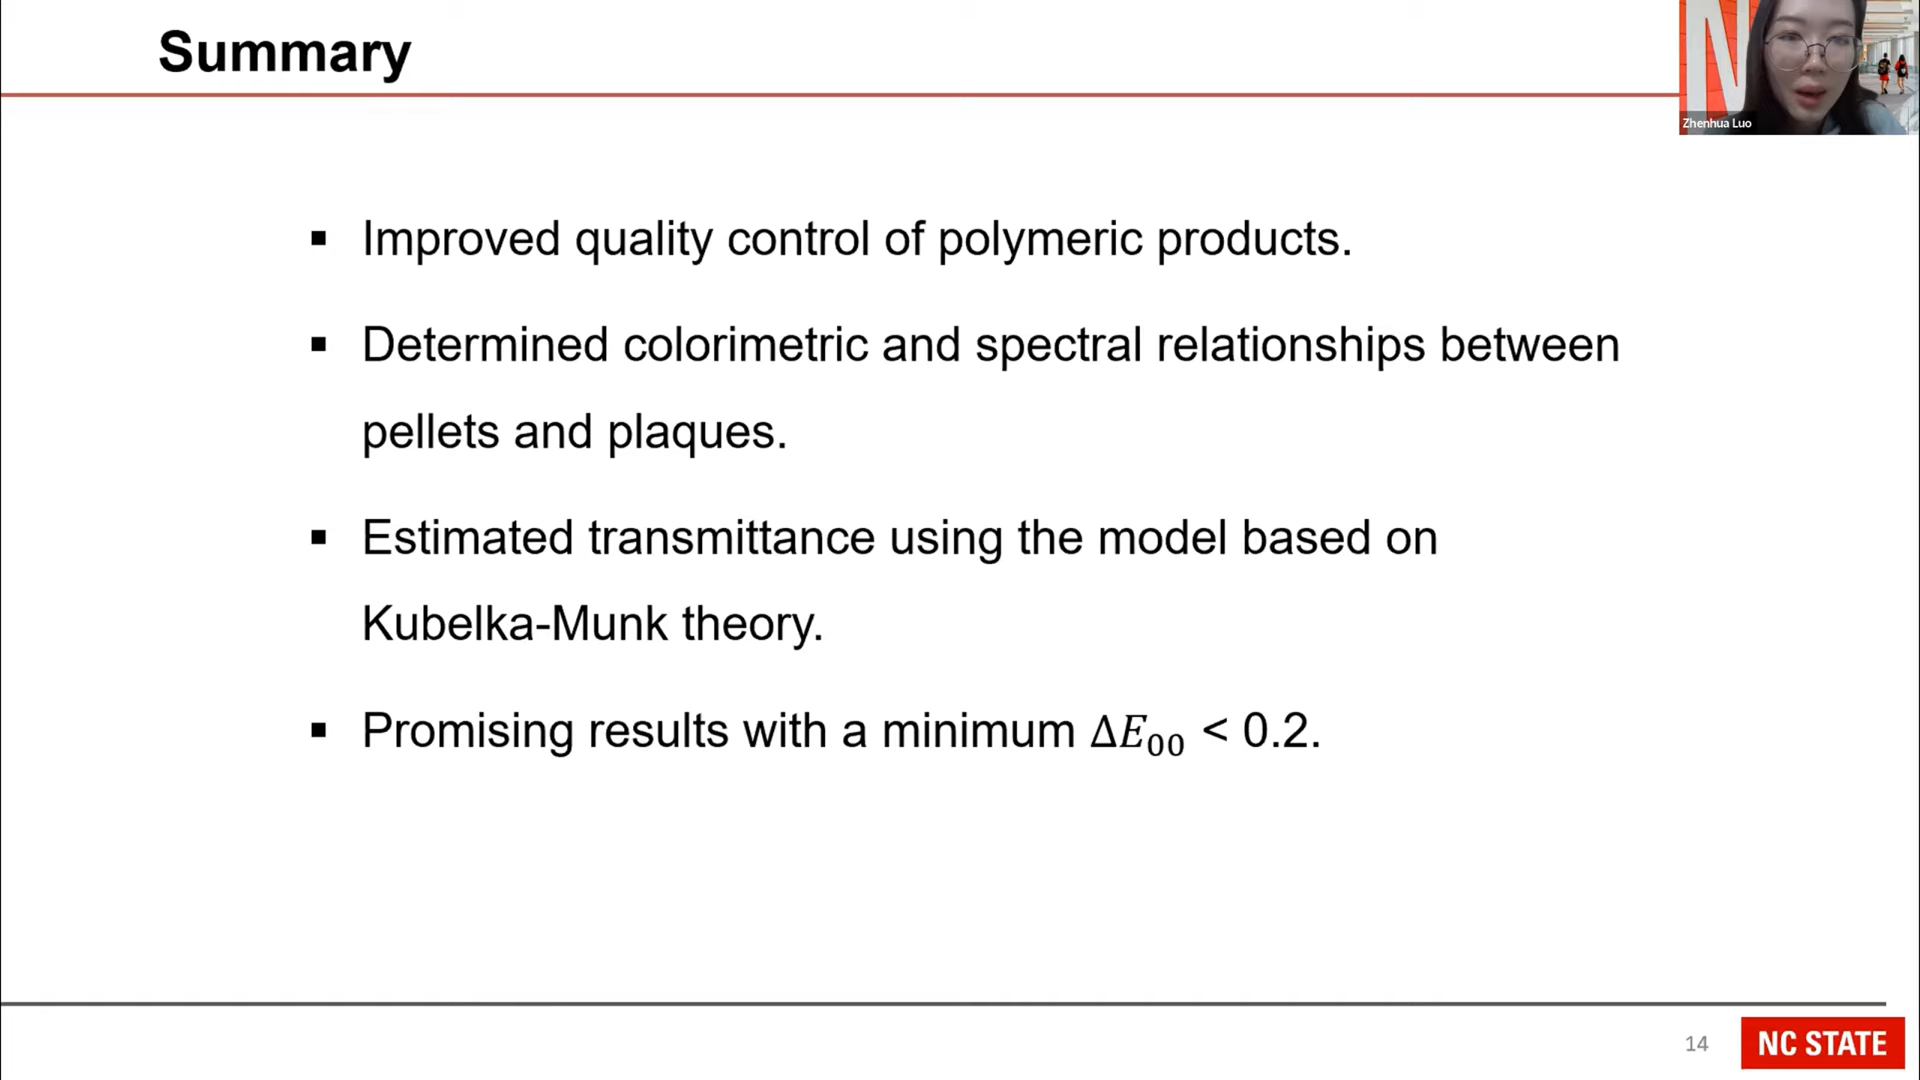 Summary
N
Zhenhua Luo
▪ Improved quality control of polymeric products.
▪ Determined colorimetric and spectral relationships between
pellets and plaques.
▪ Estimated transmittance using the model based on
Kubelka-Munk theory.
▪ Promising results with a minimum Δ𝐸₀₀ < 0.2.
14
NC STATE